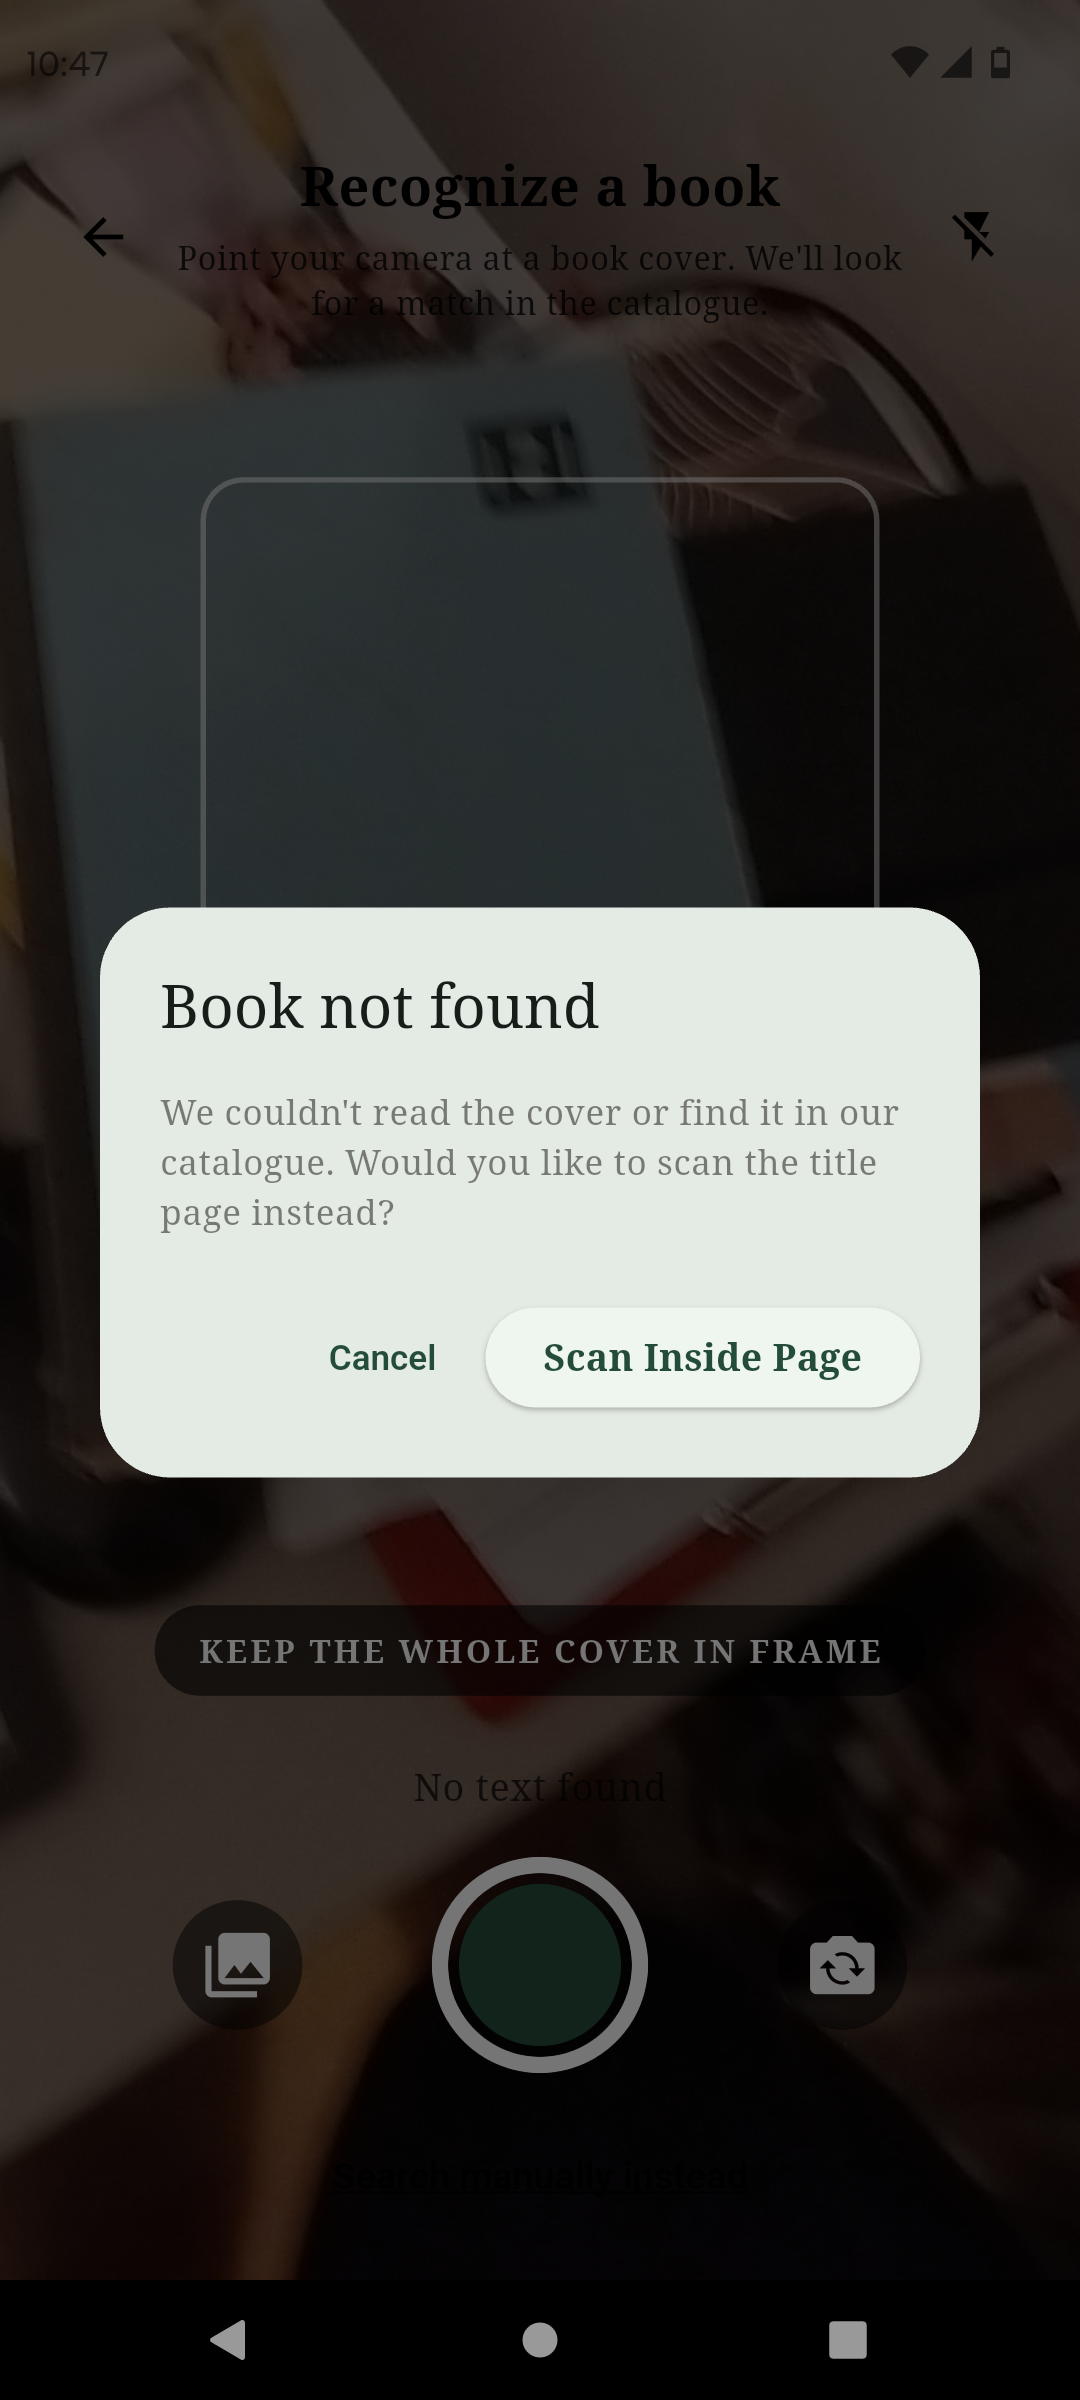 10:47
Recognize a book
Point your camera at a book cover. We'll look
for a match in the catalogue.
Book not found
We couldn't read the cover or find it in our
catalogue. Would you like to scan the title
page instead?
Cancel
Scan Inside Page
KEEP THE WHOLE COVER IN FRAME
No text found
Search manually instead